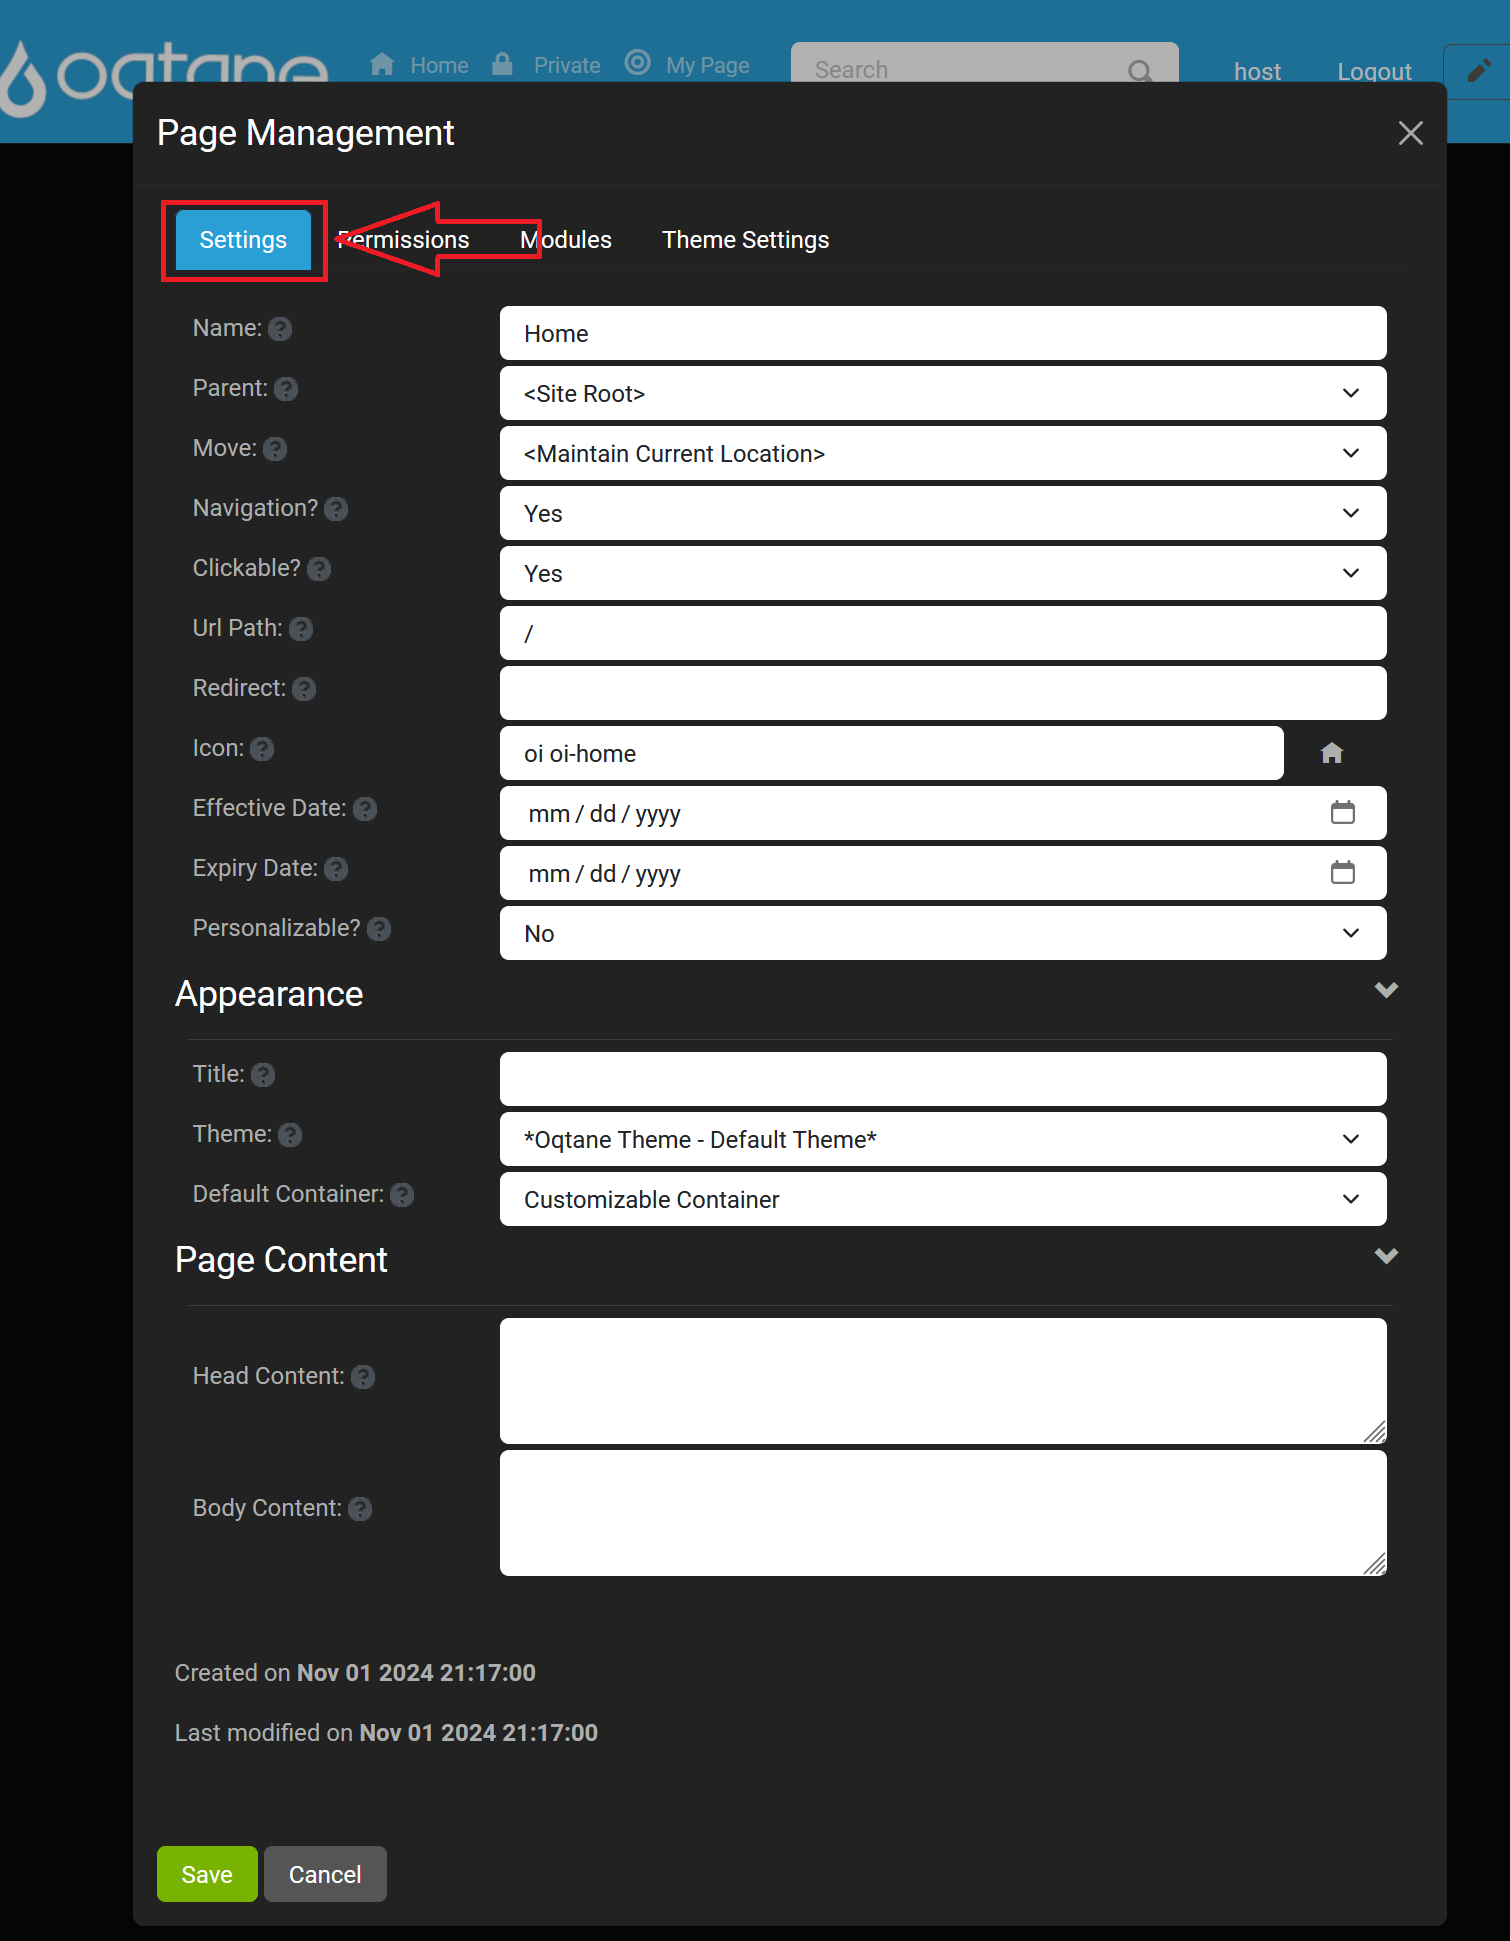 oqtane
Home Private My Page Search host Logout
Page Management
Settings Permissions Modules Theme Settings
Name: ? Home
Parent: ? <Site Root>
Move: ? <Maintain Current Location>
Navigation? ? Yes
Clickable? ? Yes
Url Path: ? /
Redirect: ?
Icon: ? oi oi-home
Effective Date: ? mm / dd / yyyy
Expiry Date: ? mm / dd / yyyy
Personalizable? ? No
Appearance
Title: ?
Theme: ? *Oqtane Theme - Default Theme*
Default Container: ? Customizable Container
Page Content
Head Content: ?
Body Content: ?
Created on Nov 01 2024 21:17:00
Last modified on Nov 01 2024 21:17:00
Save Cancel